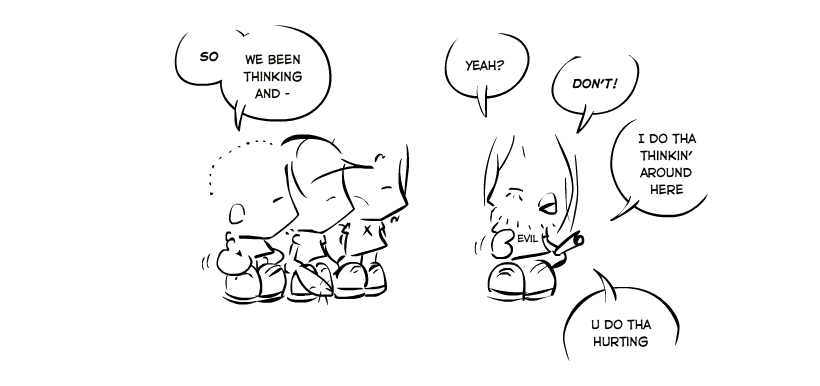 SO
WE BEEN
THINKING
AND -
YEAH?
DON'T!
I DO THA
THINKIN'
AROUND
HERE
X
EVIL
U DO THA
HURTING